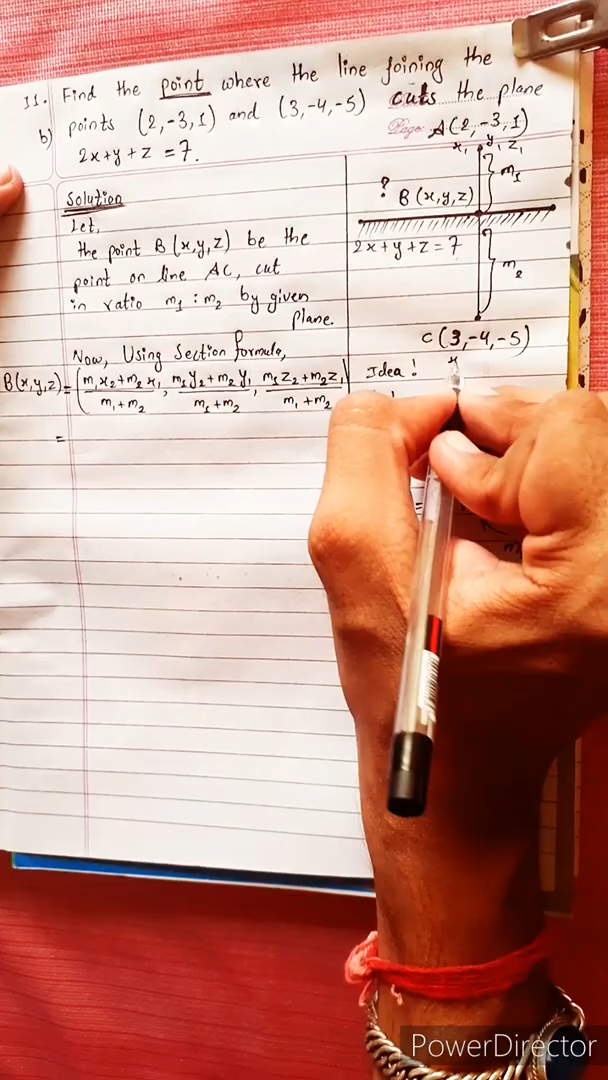 11. Find the point where the line joining the
b) points (2,-3,1) and (3,-4,-5) cuts the plane
2x+y+z=7.
Page: A(2,-3,1)
x₁ y₁ z₁
m₁
? B(x,y,z)
2x+y+z=7
m₂
C(3,-4,-5)
Solution
Let,
the point B(x,y,z) be the
point on line AC, cut
in ratio m₁:m₂ by given
plane.
Now, Using Section formula,
B(x,y,z) = (m₁x₂+m₂x₁/m₁+m₂, m₁y₂+m₂y₁/m₁+m₂, m₁z₂+m₂z₁/m₁+m₂
=
Idea!
PowerDirector